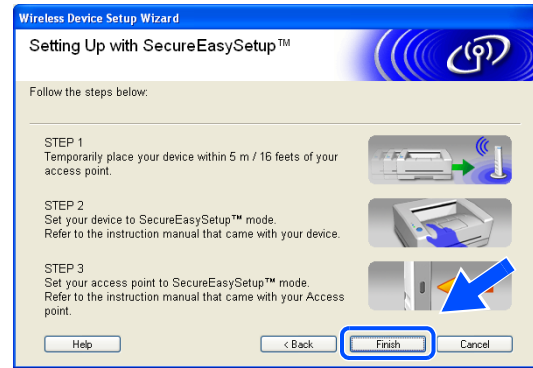 Wireless Device Setup Wizard
Setting Up with SecureEasySetup™
Follow the steps below:
STEP 1
Temporarily place your device within 5 m / 16 feets of your
access point.
STEP 2
Set your device to SecureEasySetup™ mode.
Refer to the instruction manual that came with your device.
STEP 3
Set your access point to SecureEasySetup™ mode.
Refer to the instruction manual that came with your Access
point.
Help < Back Finish Cancel